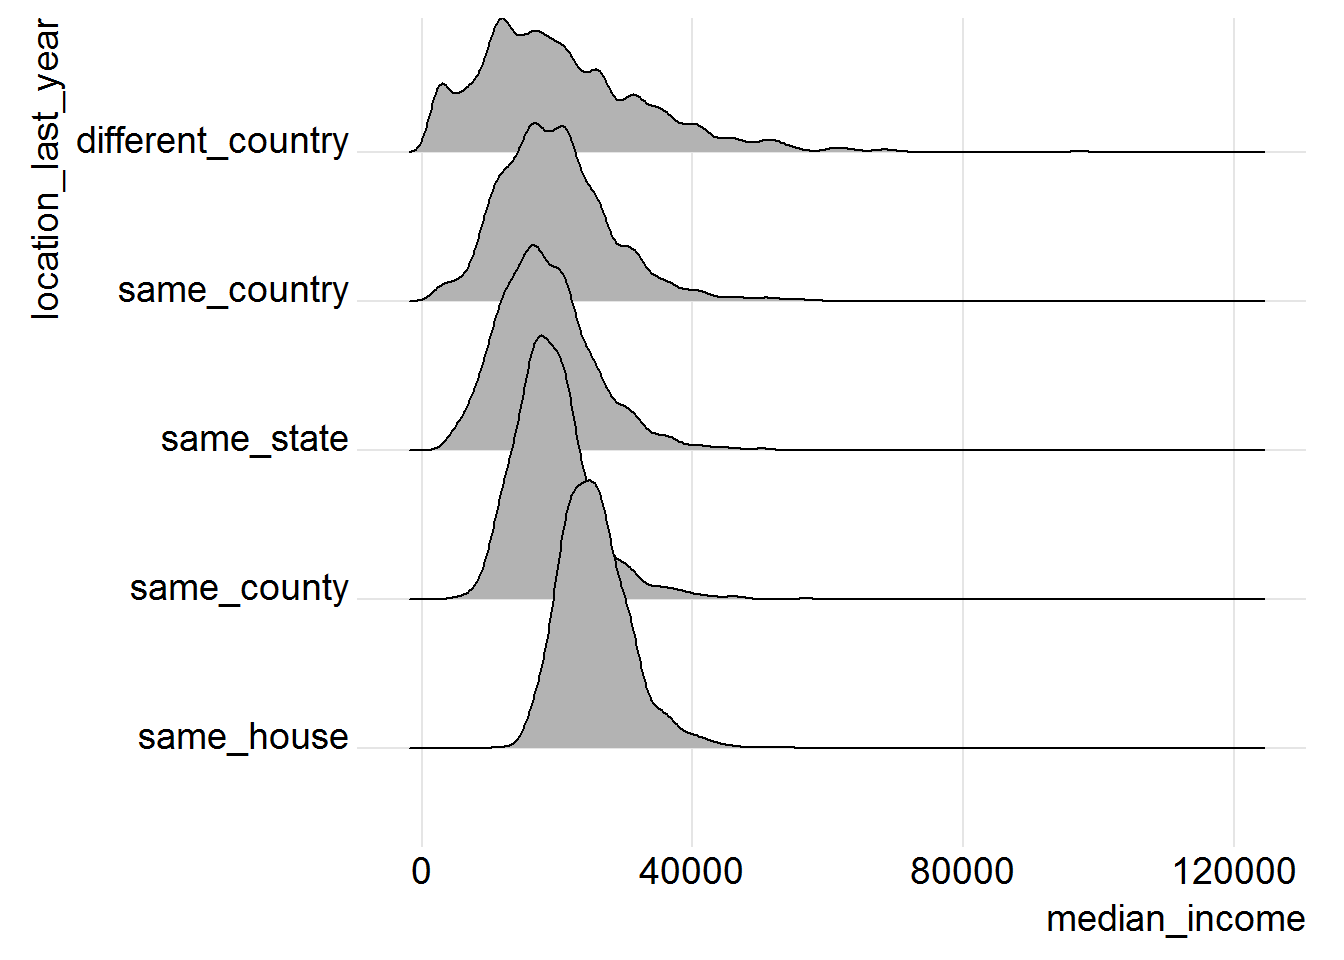 location_last_year
different_country
same_country
same_state
same_county
same_house
0 40000 80000 120000
median_income